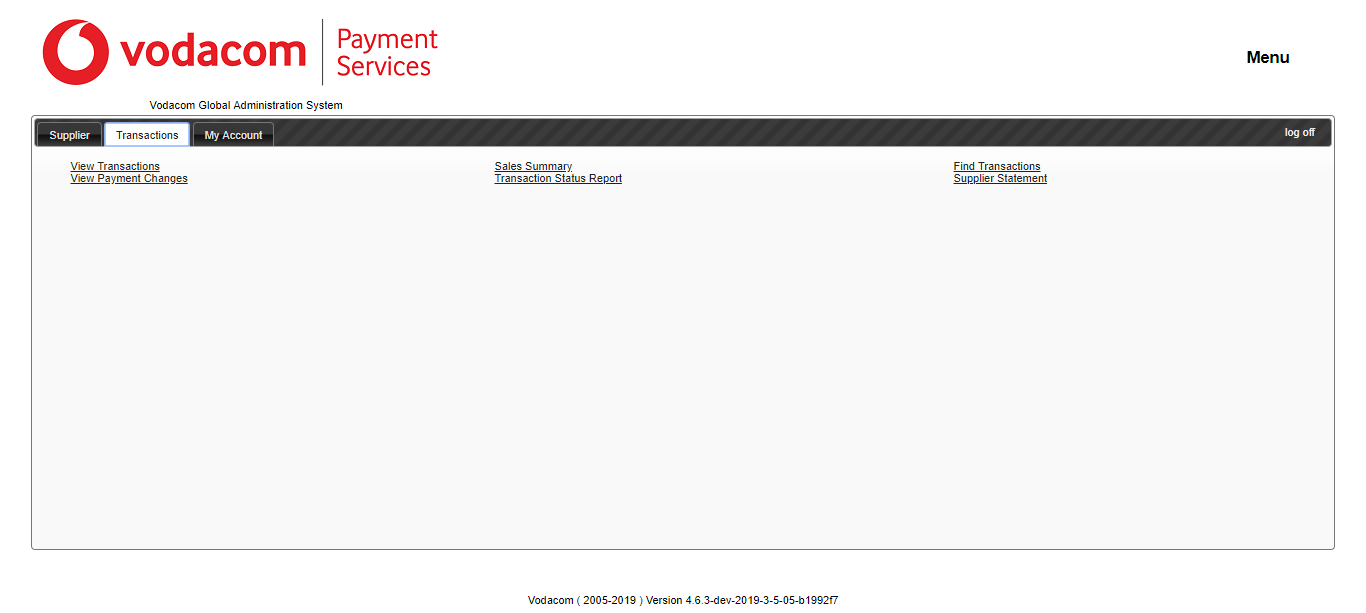 vodacom
Payment
Services
Menu
Vodacom Global Administration System
Supplier Transactions My Account log off
View Transactions Sales Summary Find Transactions
View Payment Changes Transaction Status Report Supplier Statement
Vodacom ( 2005-2019 ) Version 4.6.3-dev-2019-3-5-05-b1992f7